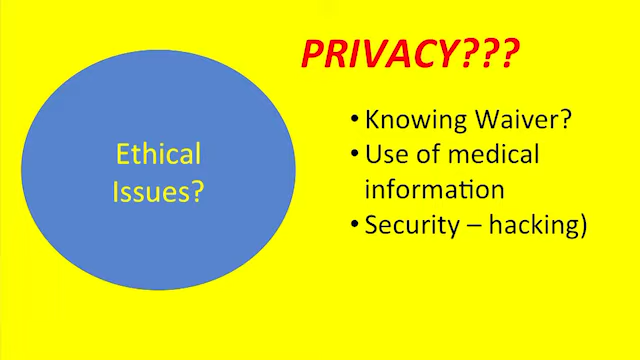 PRIVACY???
Ethical
Issues?
• Knowing Waiver?
• Use of medical
information
• Security – hacking)